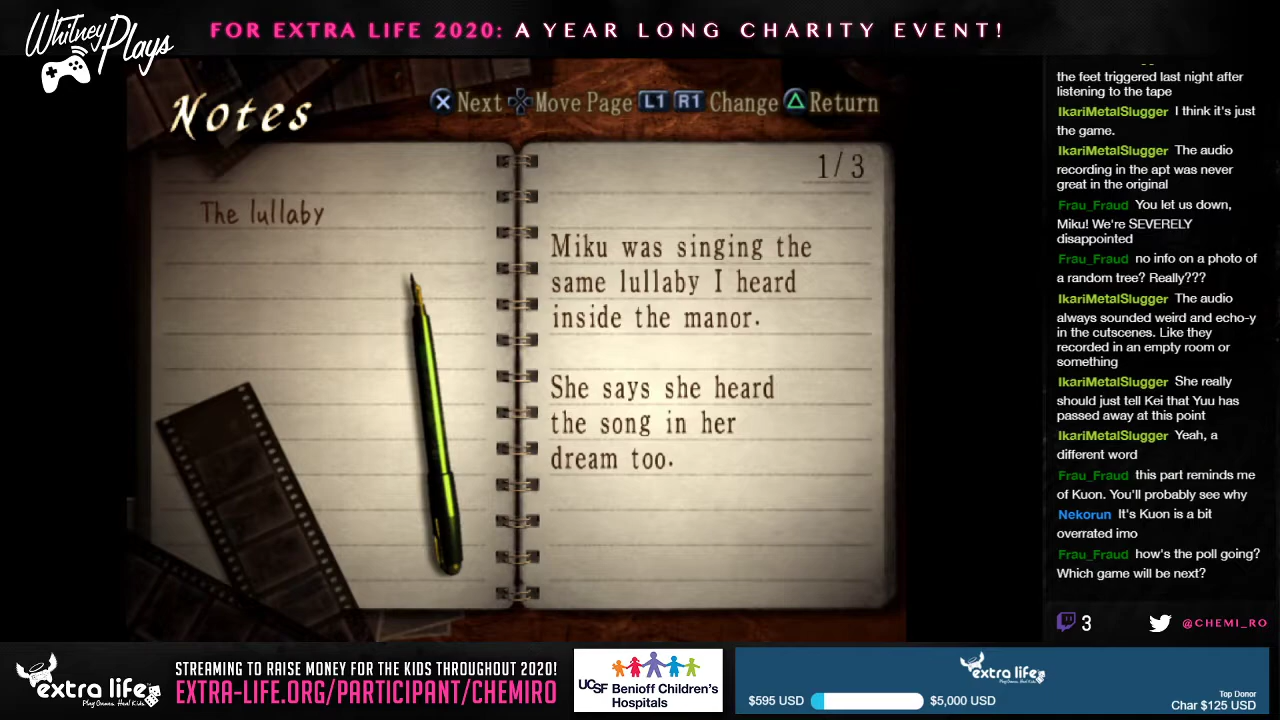 Whitney Plays
FOR EXTRA LIFE 2020: A YEAR LONG CHARITY EVENT!
Notes
X Next Move Page L1 R1 Change Return
The lullaby
1/3
Miku was singing the
same lullaby I heard
inside the manor.
She says she heard
the song in her
dream too.
the feet triggered last night after
listening to the tape
IkariMetalSlugger I think it's just
the game.
IkariMetalSlugger The audio
recording in the apt was never
great in the original
Frau_Fraud You let us down,
Miku! We're SEVERELY
disappointed
Frau_Fraud no info on a photo of
a random tree? Really???
IkariMetalSlugger The audio
always sounded weird and echo-y
in the cutscenes. Like they
recorded in an empty room or
something
IkariMetalSlugger She really
should just tell Kei that Yuu has
passed away at this point
IkariMetalSlugger Yeah, a
different word
Frau_Fraud this part reminds me
of Kuon. You'll probably see why
Nekorun It's Kuon is a bit
overrated imo
Frau_Fraud how's the poll going?
Which game will be next?
3
@CHEMI_RO
extra life
Play Games. Heal Kids.
STREAMING TO RAISE MONEY FOR THE KIDS THROUGHOUT 2020!
EXTRA-LIFE.ORG/PARTICIPANT/CHEMIRO
UCSF Benioff Children's
Hospitals
extra life
Play Games. Heal Kids.
$595 USD
$5,000 USD
Top Donor
Char $125 USD